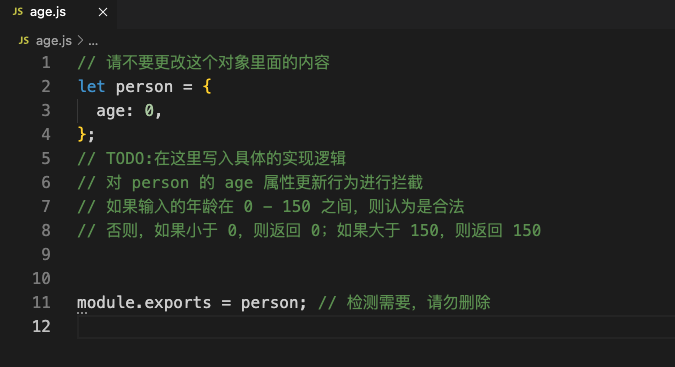 JS age.js ×
JS age.js > ...
1 // 请不要更改这个对象里面的内容
2 let person = {
3   age: 0,
4 };
5 // TODO:在这里写入具体的实现逻辑
6 // 对 person 的 age 属性更新行为进行拦截
7 // 如果输入的年龄在 0 - 150 之间，则认为是合法
8 // 否则，如果小于 0，则返回 0；如果大于 150，则返回 150
9
10
11 module.exports = person; // 检测需要，请勿删除
12